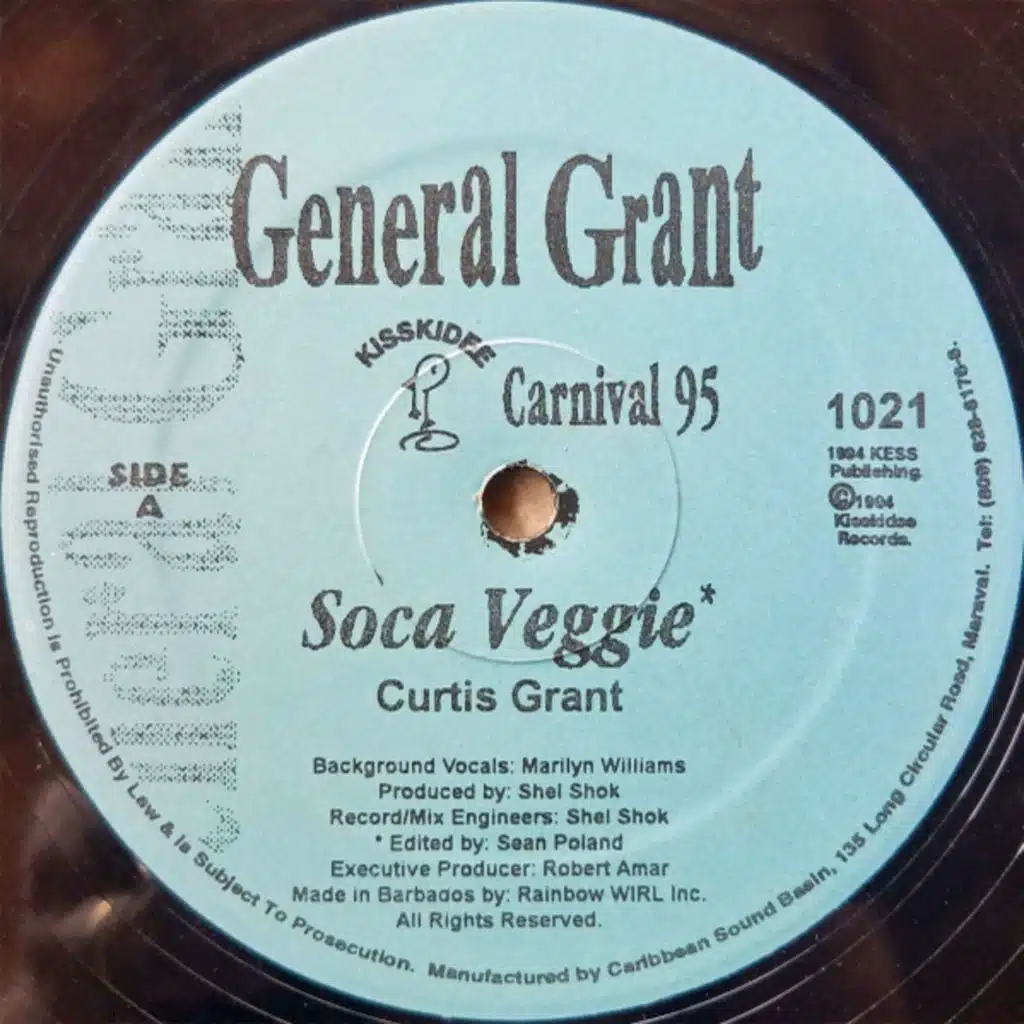 General Grant
KISSKIDEE
Carnival 95
1021
1994 KESS
Publishing
©1994
Kisskidee
Records.
SIDE
A
Soca Veggie*
Curtis Grant
Background Vocals: Marilyn Williams
Produced by: Shel Shok
Record/Mix Engineers: Shel Shok
* Edited by: Sean Poland
Executive Producer: Robert Amar
Made in Barbados by: Rainbow WIRL Inc.
All Rights Reserved.
Unauthorised Reproduction Is Prohibited By Law & Is Subject To Prosecution. Manufactured by Caribbean Sound Basin, 135 Long Circular Road, Maraval. Tel: (809)
General Grant